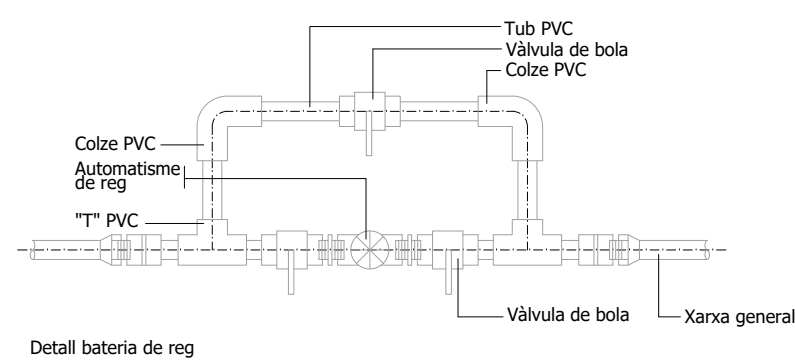 Tub PVC
Vàlvula de bola
Colze PVC
Colze PVC
Automatisme
de reg
"T" PVC
Vàlvula de bola
Xarxa general
Detall bateria de reg